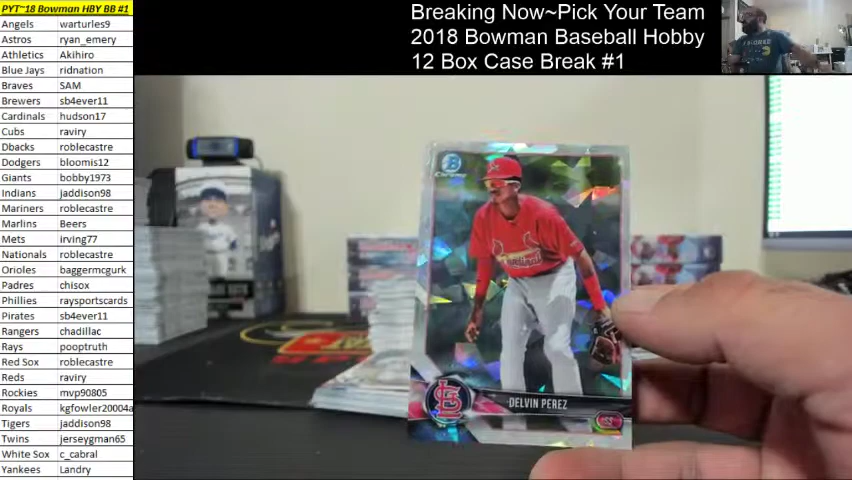 PYT~18 Bowman HBY BB #1
Angels warturles9
Astros ryan_emery
Athletics Akihiro
Blue Jays ridnation
Braves SAM
Brewers sb4ever11
Cardinals hudson17
Cubs raviry
Dbacks roblecastre
Dodgers bloomis12
Giants bobby1973
Indians jaddison98
Mariners roblecastre
Marlins Beers
Mets irving77
Nationals roblecastre
Orioles baggermcgurk
Padres chisox
Phillies raysportscards
Pirates sb4ever11
Rangers chadillac
Rays pooptruth
Red Sox roblecastre
Reds raviry
Rockies mvp90805
Royals kgfowler20004a
Tigers jaddison98
Twins jerseygman65
White Sox c_cabral
Yankees Landry
Breaking Now~Pick Your Team
2018 Bowman Baseball Hobby
12 Box Case Break #1
B
Chrome
Cardinals
DELVIN PEREZ